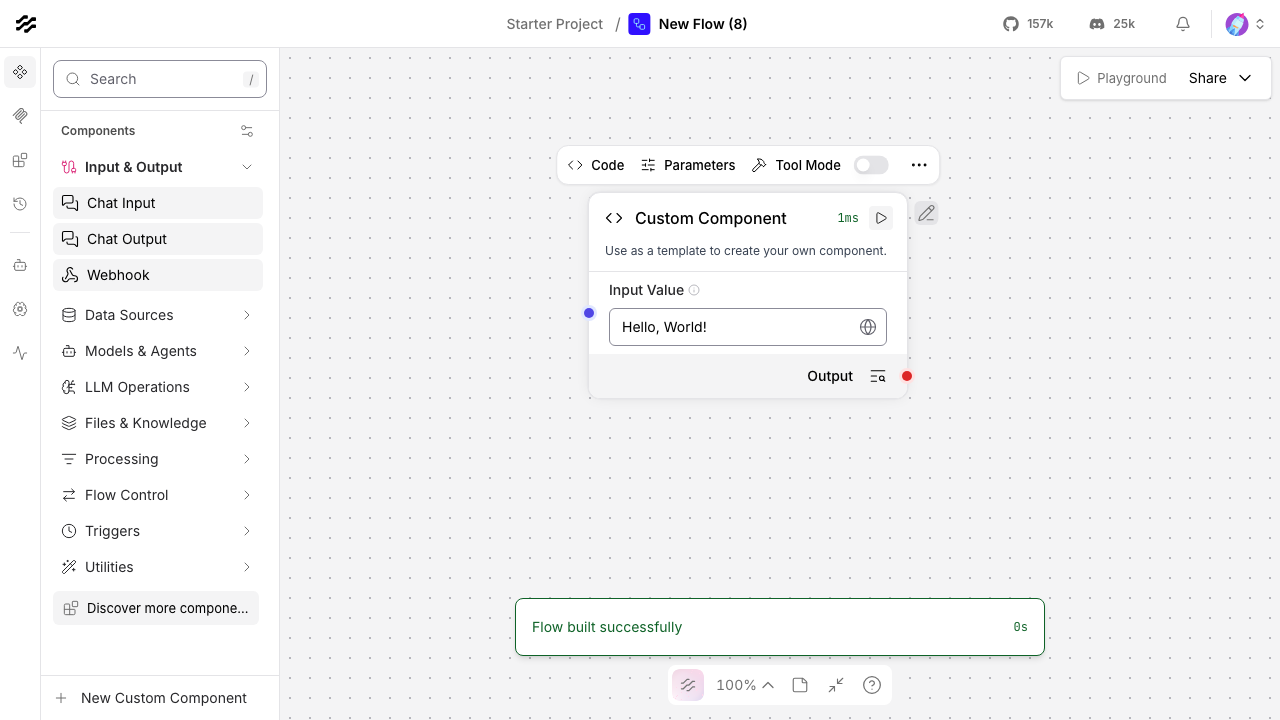 Starter Project / New Flow (8)
157k
25k
Search /
Playground
Share
Components
Input & Output
Chat Input
Chat Output
Webhook
Data Sources
Models & Agents
LLM Operations
Files & Knowledge
Processing
Flow Control
Triggers
Utilities
Discover more compone...
New Custom Component
Code
Parameters
Tool Mode
Custom Component
1ms
Use as a template to create your own component.
Input Value
Hello, World!
Output
Flow built successfully
0s
100%